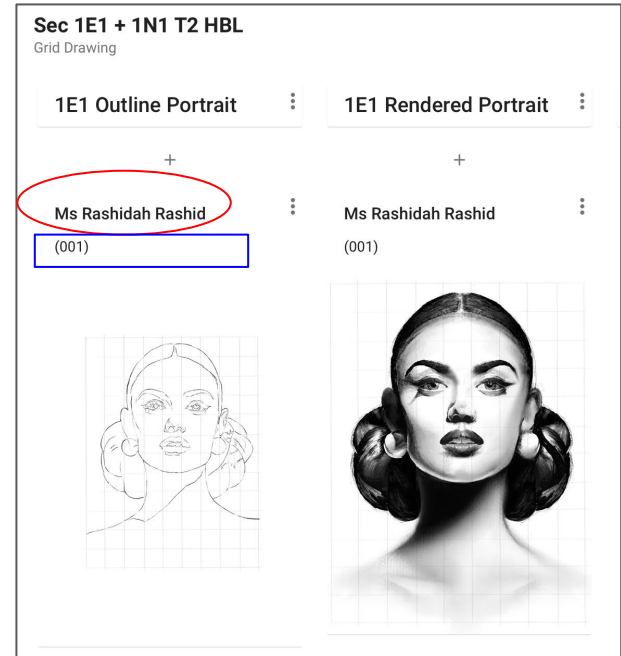 Sec 1E1 + 1N1 T2 HBL
Grid Drawing
1E1 Outline Portrait
1E1 Rendered Portrait
+
+
Ms Rashidah Rashid
(001)
Ms Rashidah Rashid
(001)